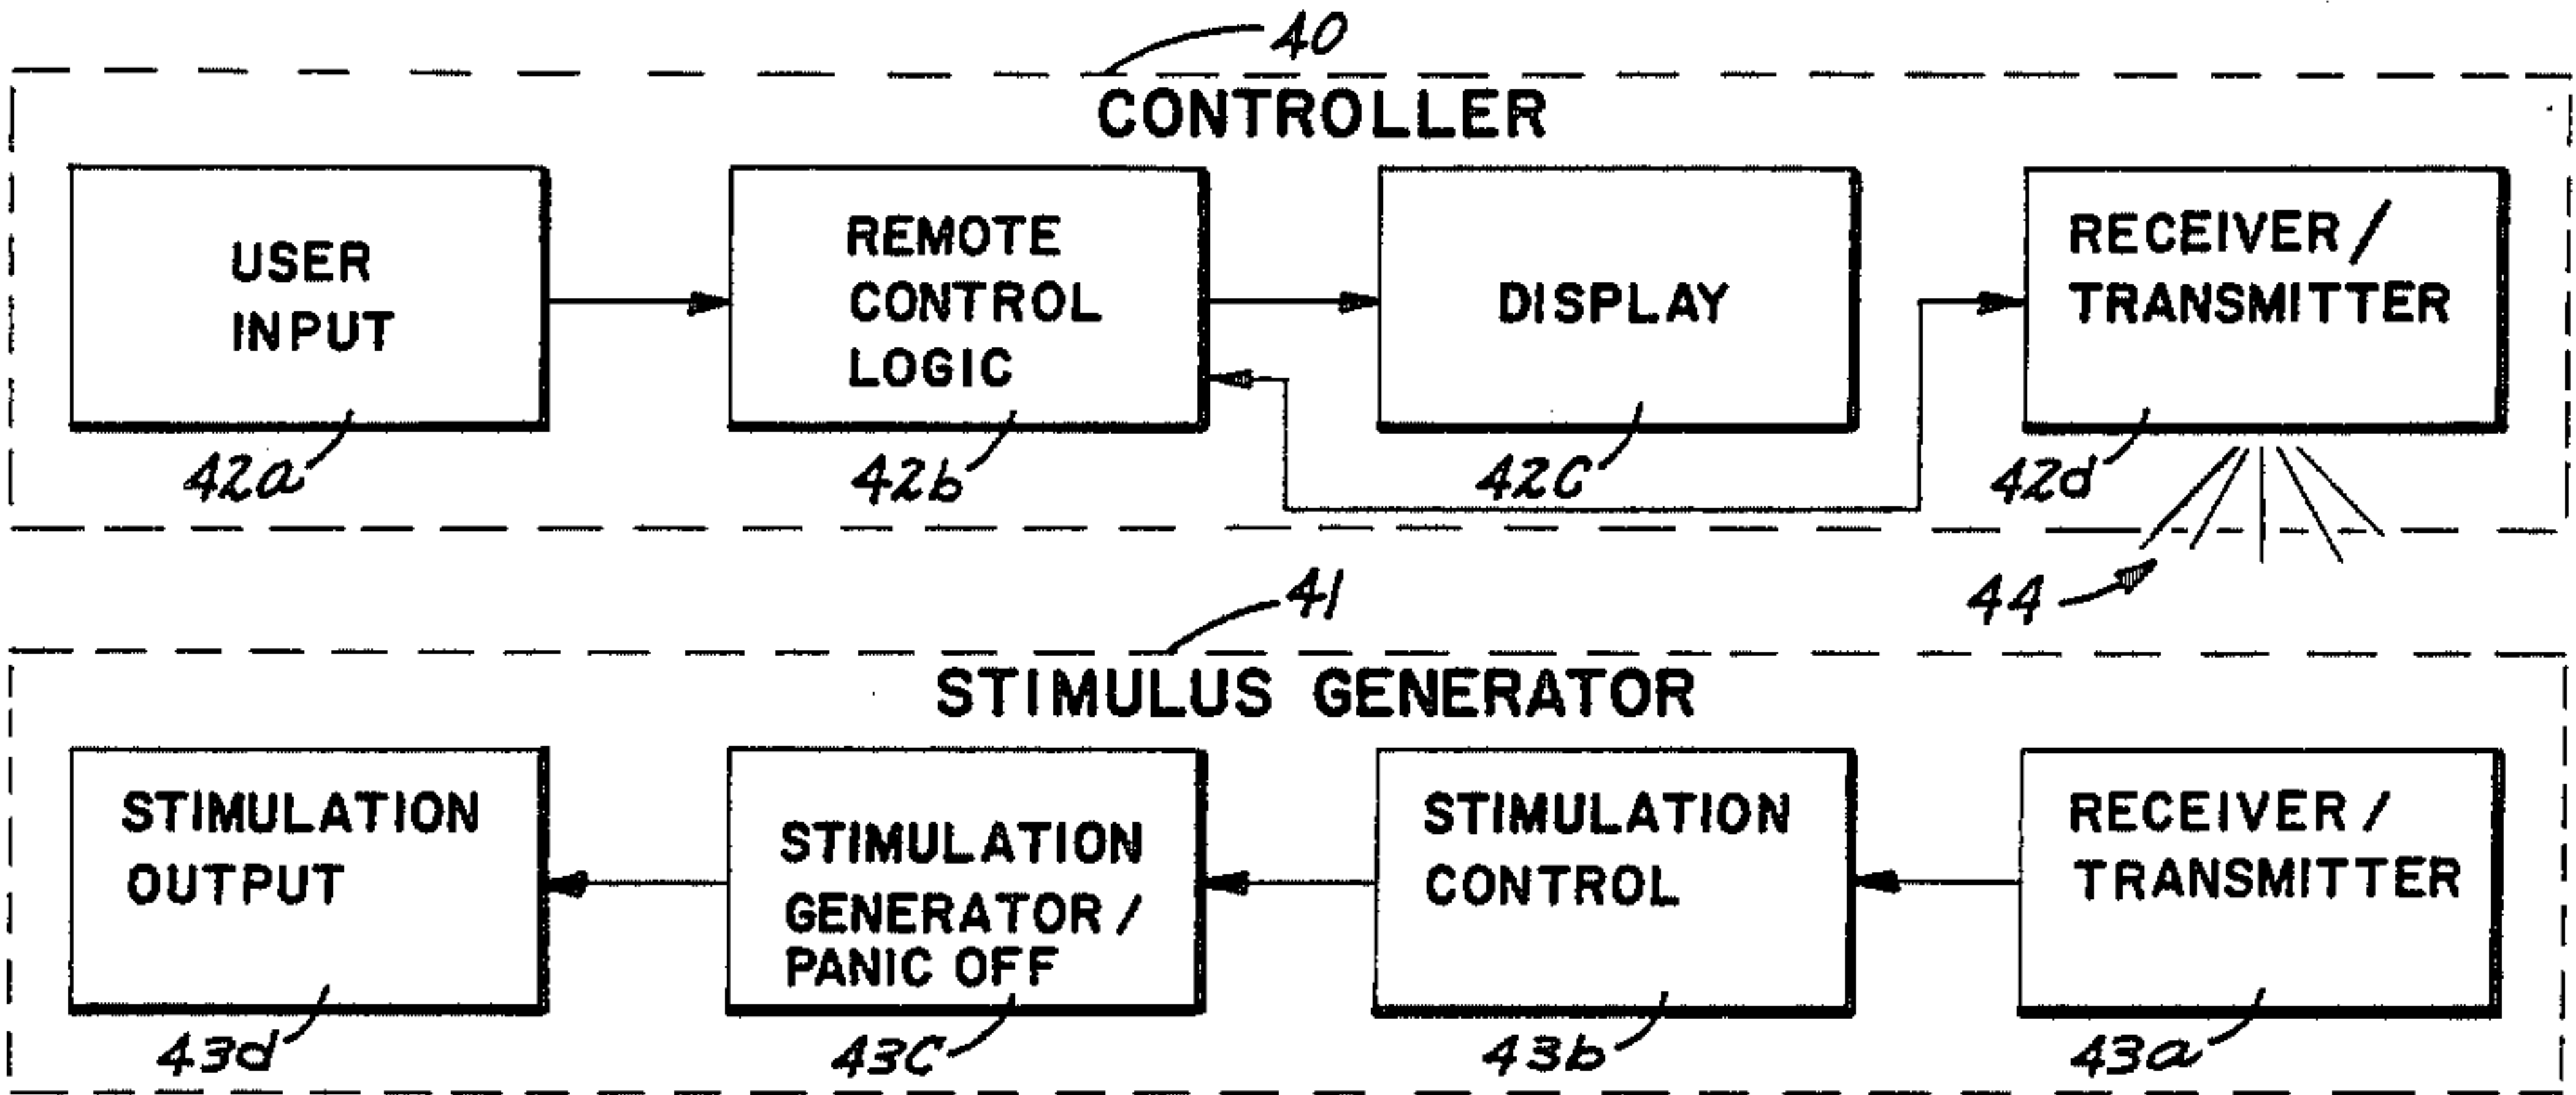 40
CONTROLLER
USER
INPUT
42a
REMOTE
CONTROL
LOGIC
42b
DISPLAY
42c
RECEIVER/
TRANSMITTER
42d
44
41
STIMULUS GENERATOR
STIMULATION
OUTPUT
43d
STIMULATION
GENERATOR/
PANIC OFF
43c
STIMULATION
CONTROL
43b
RECEIVER/
TRANSMITTER
43a